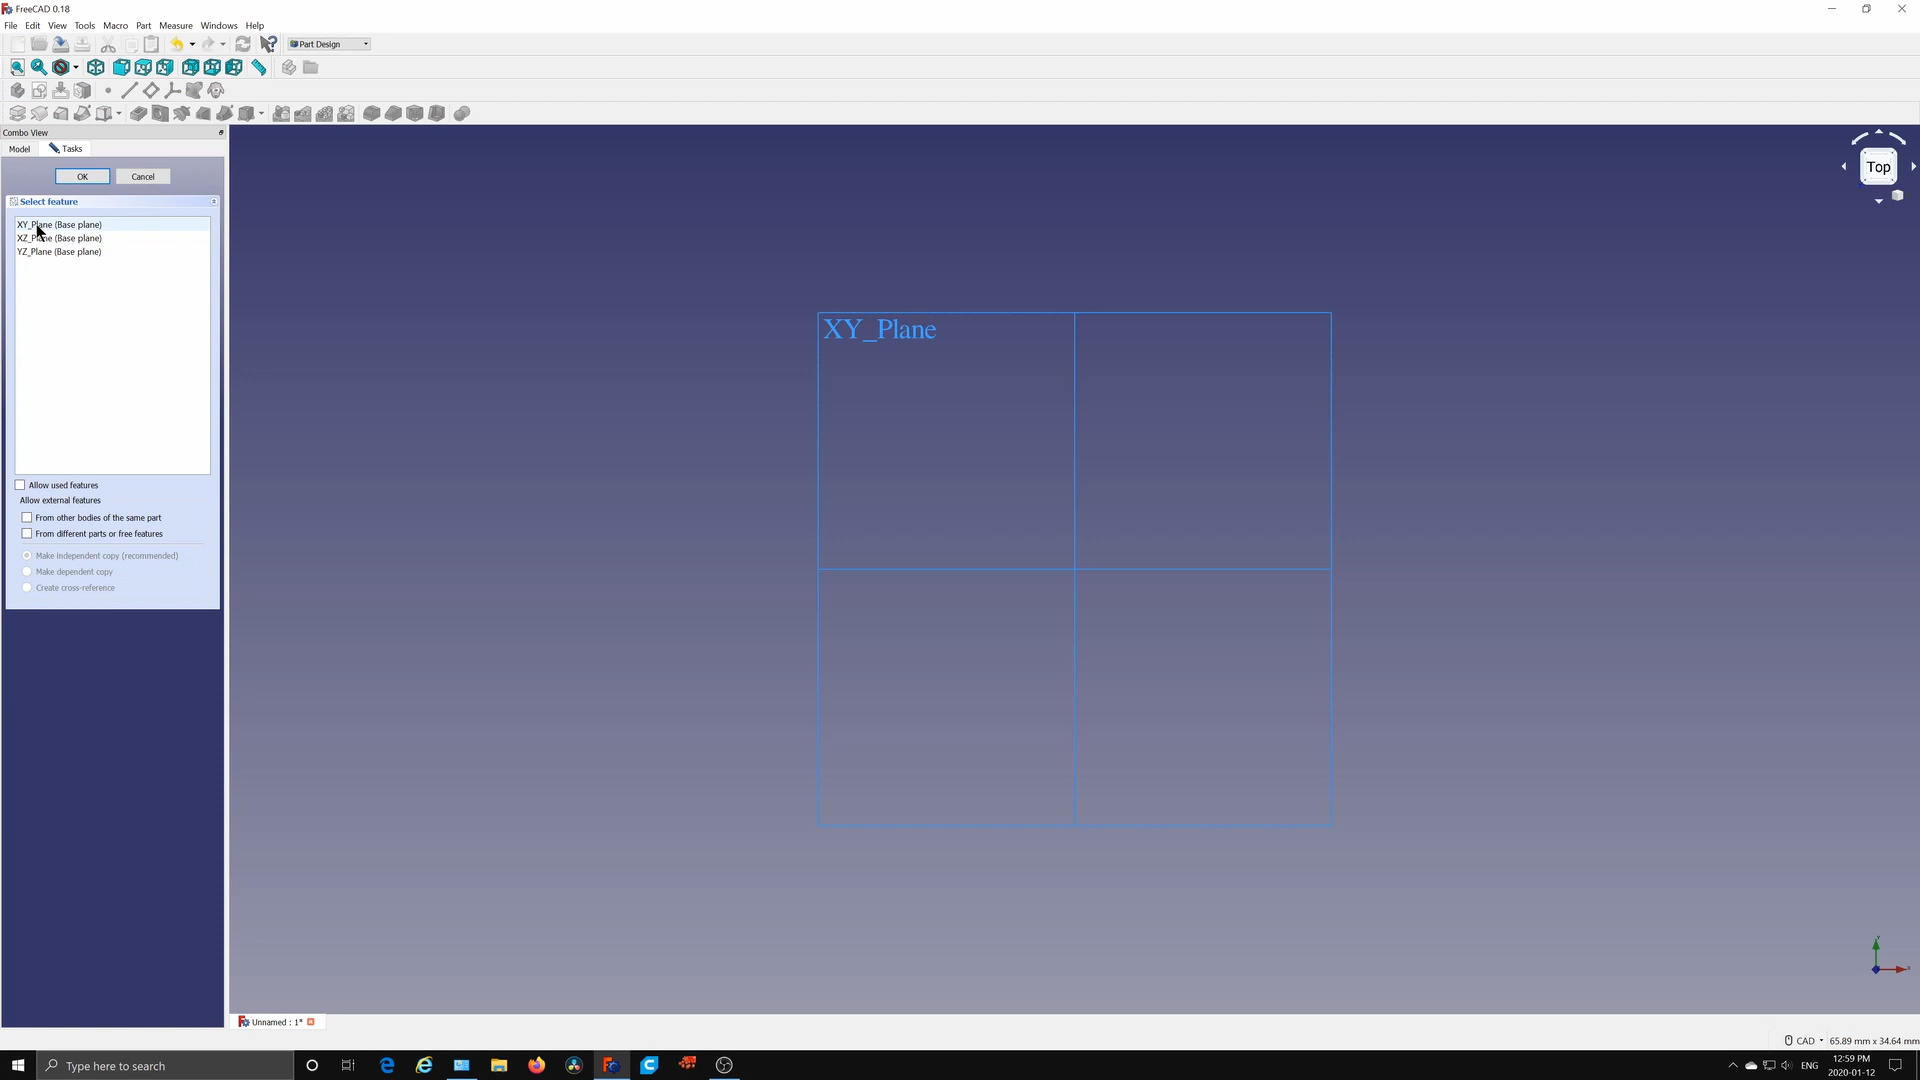 FreeCAD 0.18
File Edit View Tools Macro Part Measure Windows Help
Part Design
Combo View
Model Tasks
OK Cancel
Select feature
XY_Plane (Base plane)
XZ_Plane (Base plane)
YZ_Plane (Base plane)
Allow used features
Allow external features
From other bodies of the same part
From different parts or free features
Make independent copy (recommended)
Make dependent copy
Create cross-reference
XY_Plane
Top
Y
X
Unnamed : 1*
CAD 65.89 mm x 34.64 mm
Type here to search
ENG
12:59 PM
2020-01-12